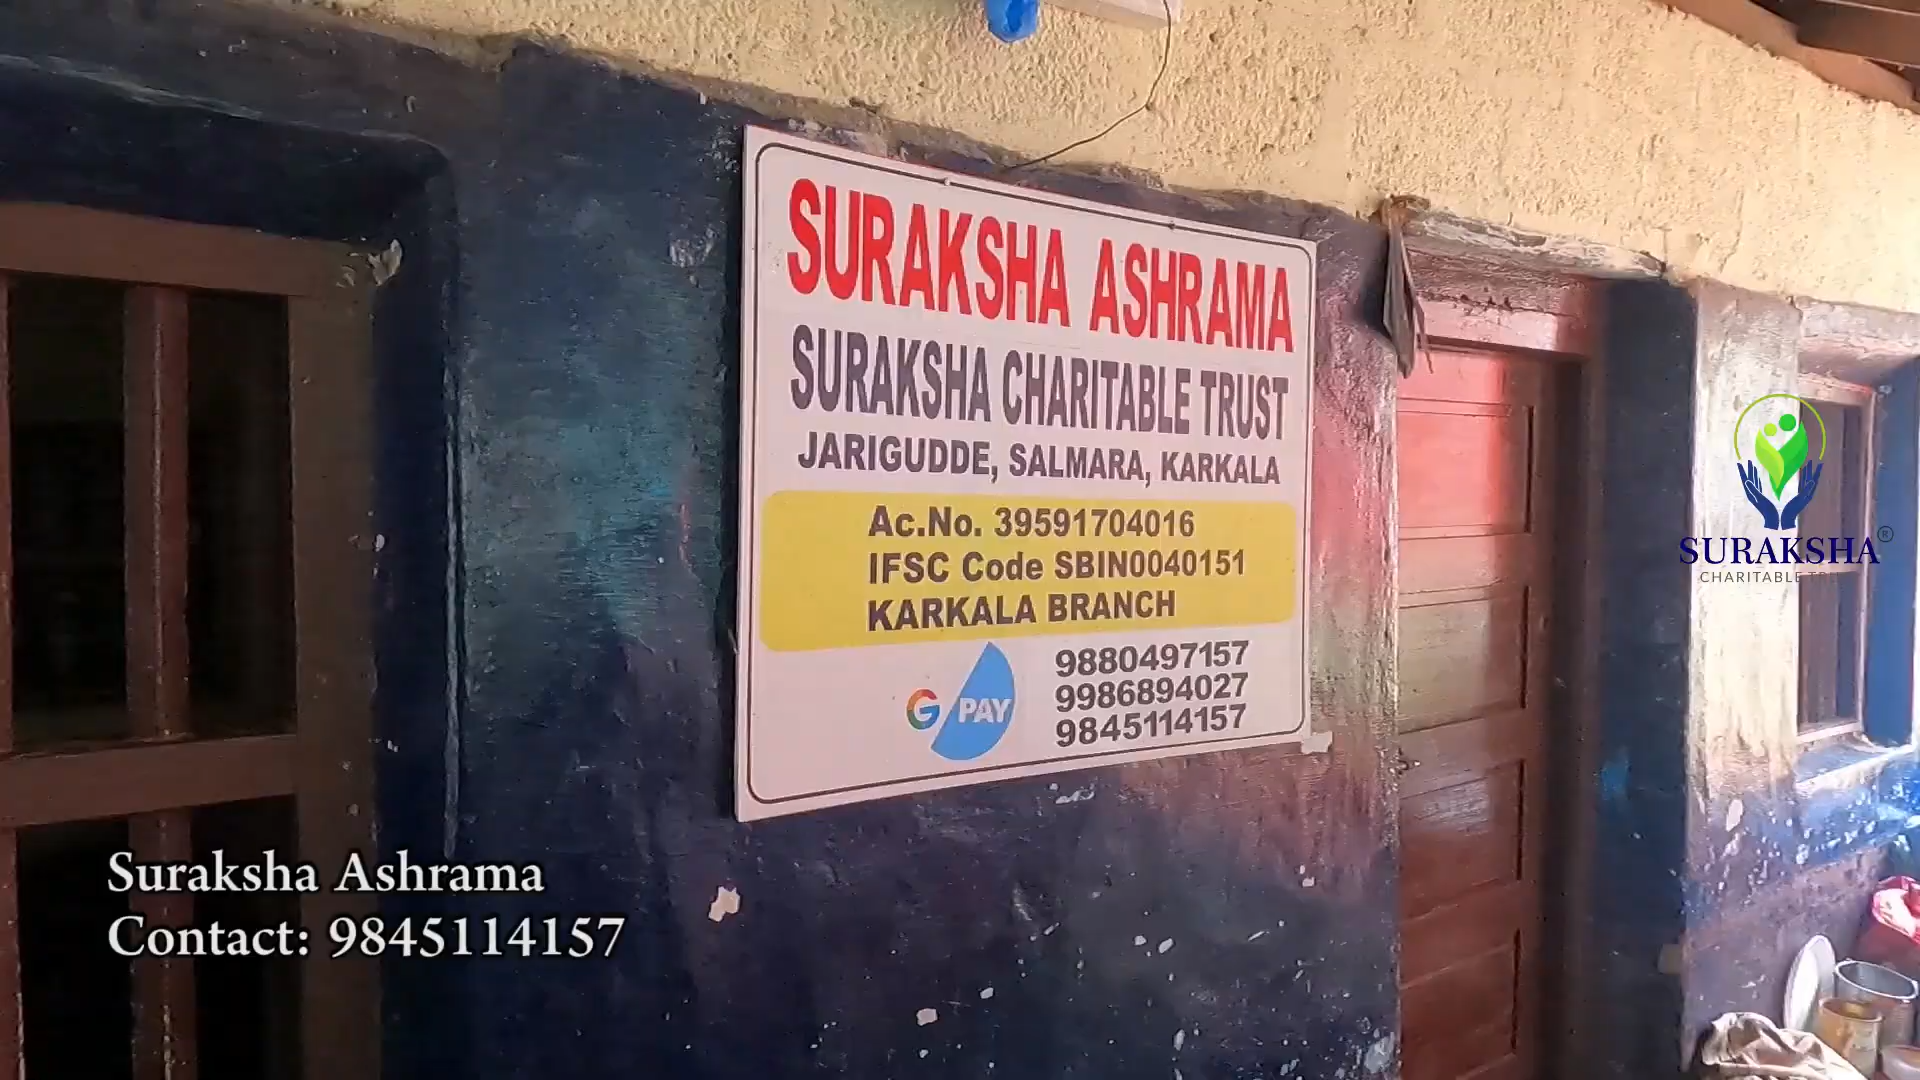 SURAKSHA ASHRAMA
SURAKSHA CHARITABLE TRUST
JARIGUDDE, SALMARA, KARKALA
Ac.No. 39591704016
IFSC Code SBIN0040151
KARKALA BRANCH
G PAY
9880497157
9986894027
9845114157
SURAKSHA ®
CHARITABLE TRU
Suraksha Ashrama
Contact: 9845114157